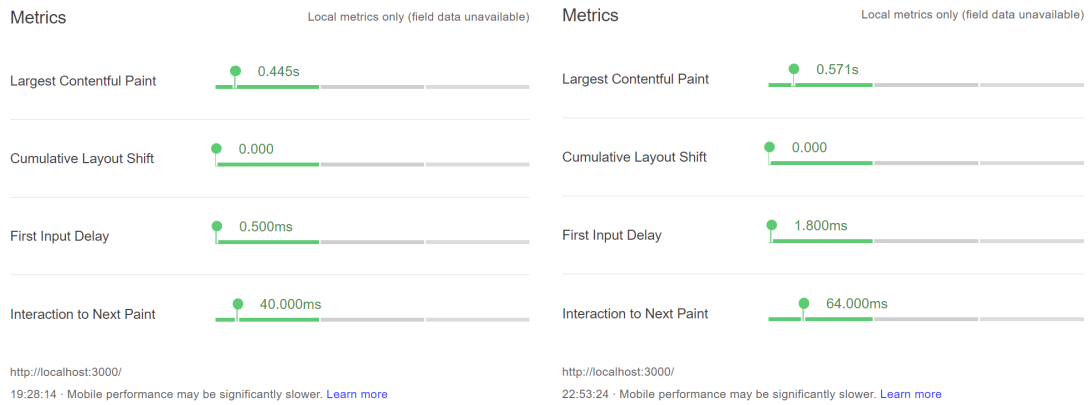 Metrics
Local metrics only (field data unavailable)
Largest Contentful Paint
0.445s
Cumulative Layout Shift
0.000
First Input Delay
0.500ms
Interaction to Next Paint
40.000ms
http://localhost:3000/
19:28:14 · Mobile performance may be significantly slower. Learn more
Metrics
Local metrics only (field data unavailable)
Largest Contentful Paint
0.571s
Cumulative Layout Shift
0.000
First Input Delay
1.800ms
Interaction to Next Paint
64.000ms
http://localhost:3000/
22:53:24 · Mobile performance may be significantly slower. Learn more